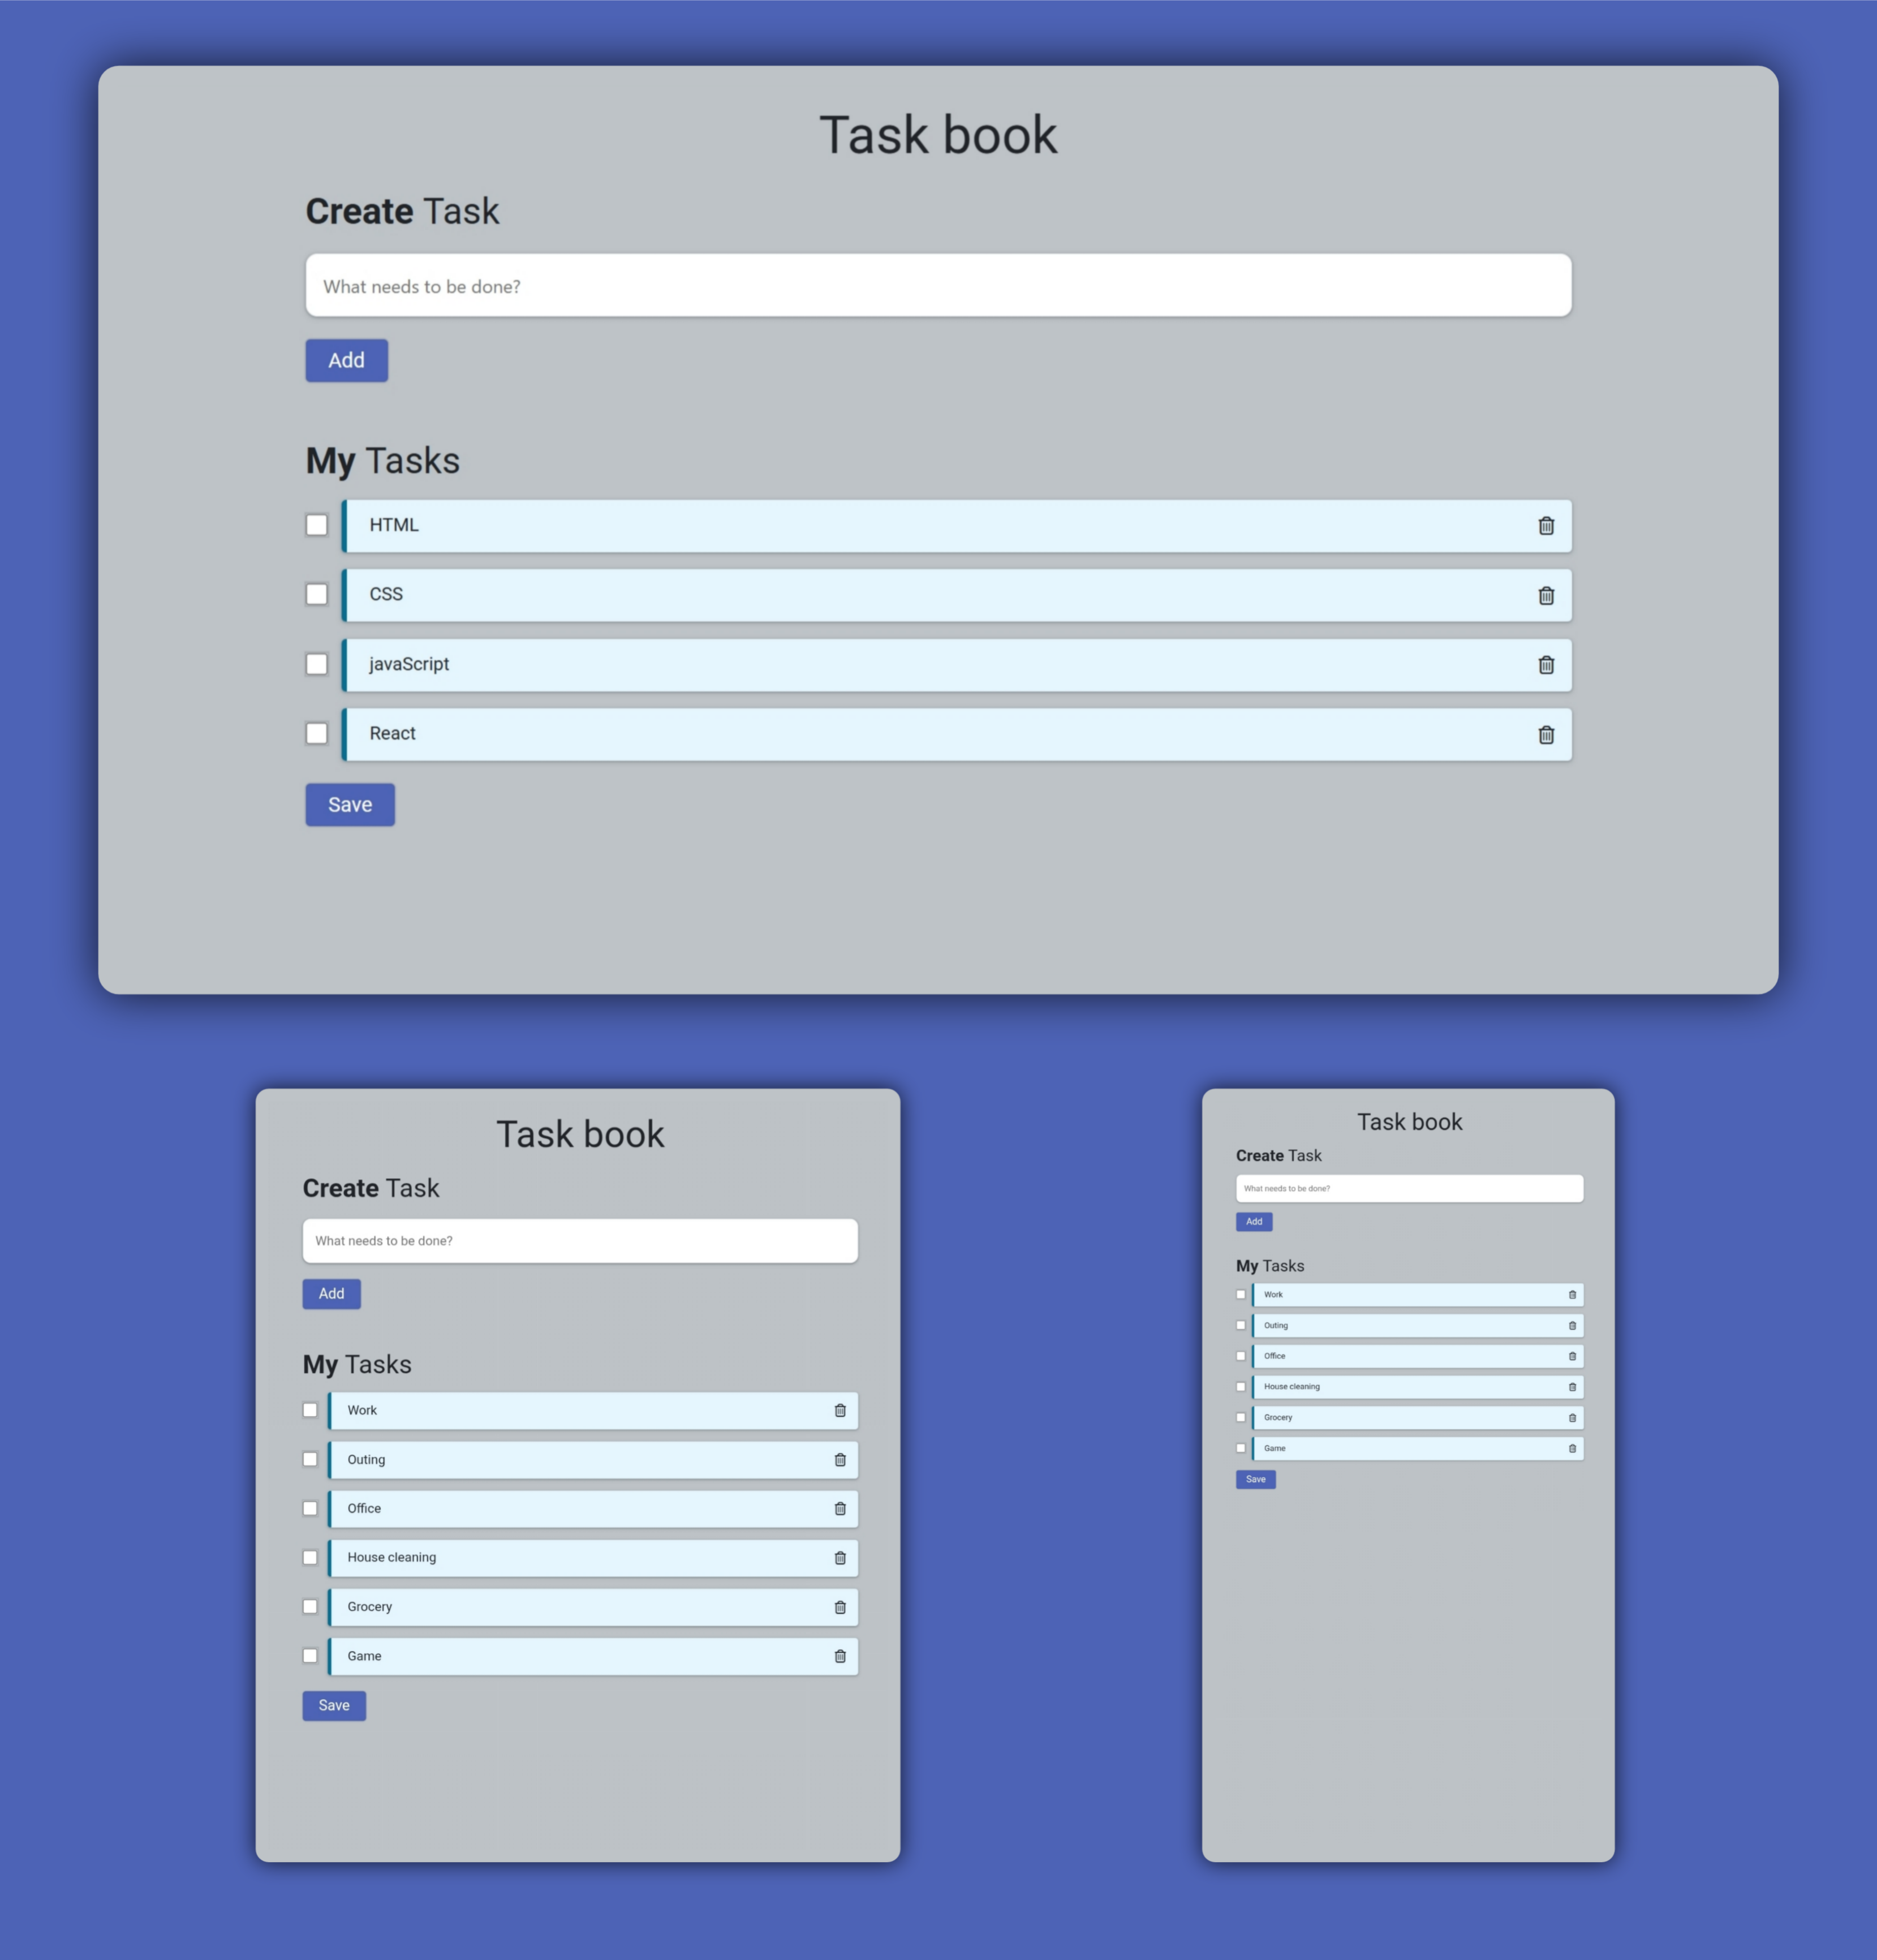 Task book
Create Task
What needs to be done?
Add
My Tasks
HTML
CSS
javaScript
React
Save
Task book
Create Task
What needs to be done?
Add
My Tasks
Work
Outing
Office
House cleaning
Grocery
Game
Save
Task book
Create Task
What needs to be done?
Add
My Tasks
Work
Outing
Office
House cleaning
Grocery
Game
Save